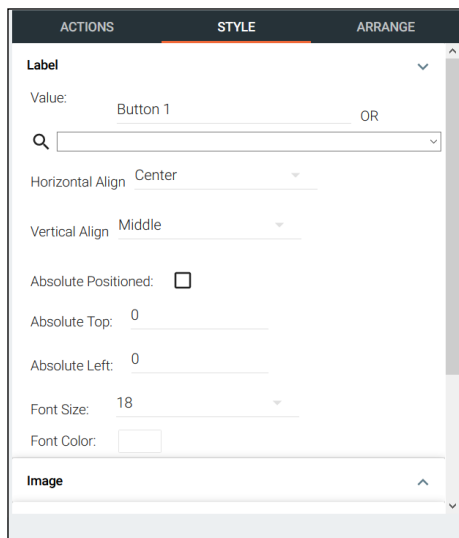 ACTIONS STYLE ARRANGE
Label
Value: Button 1 OR
Horizontal Align Center
Vertical Align Middle
Absolute Positioned:
Absolute Top: 0
Absolute Left: 0
Font Size: 18
Font Color:
Image